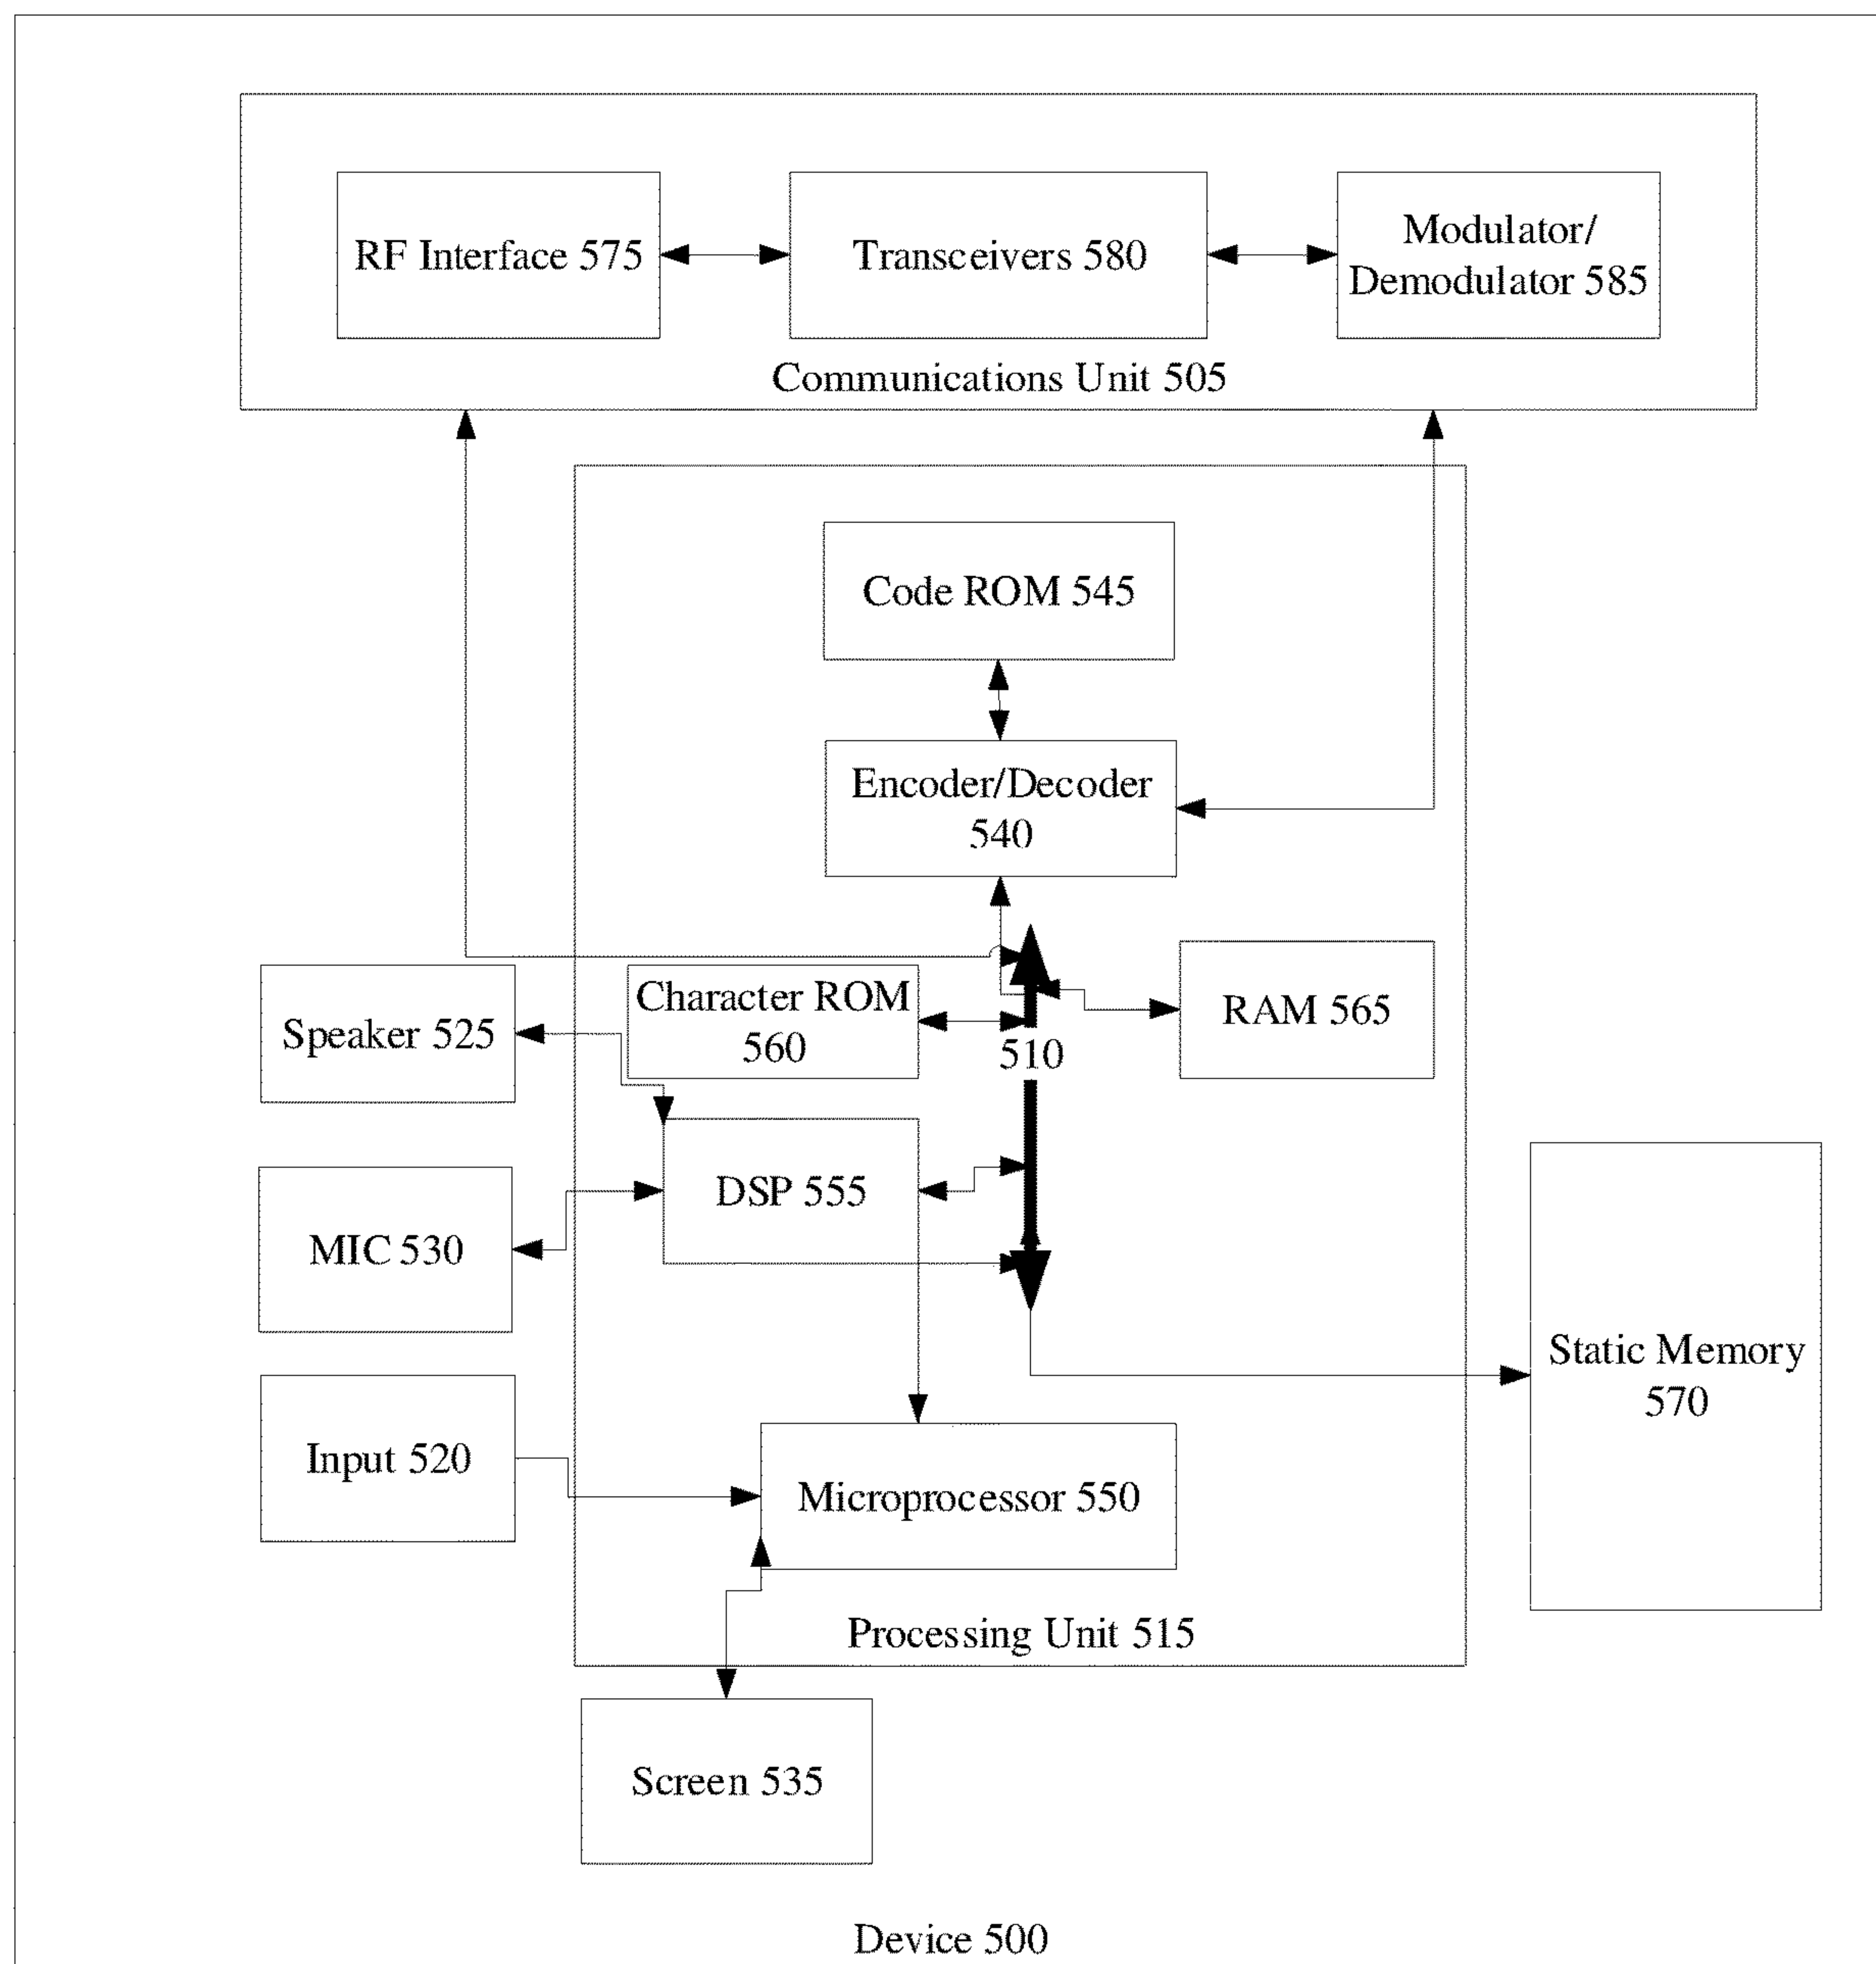 RF Interface 575
Transceivers 580
Modulator/
Demodulator 585
Communications Unit 505
Code ROM 545
Encoder/Decoder
540
Character ROM
560
510
RAM 565
Speaker 525
DSP 555
MIC 530
Static Memory
570
Input 520
Microprocessor 550
Processing Unit 515
Screen 535
Device 500